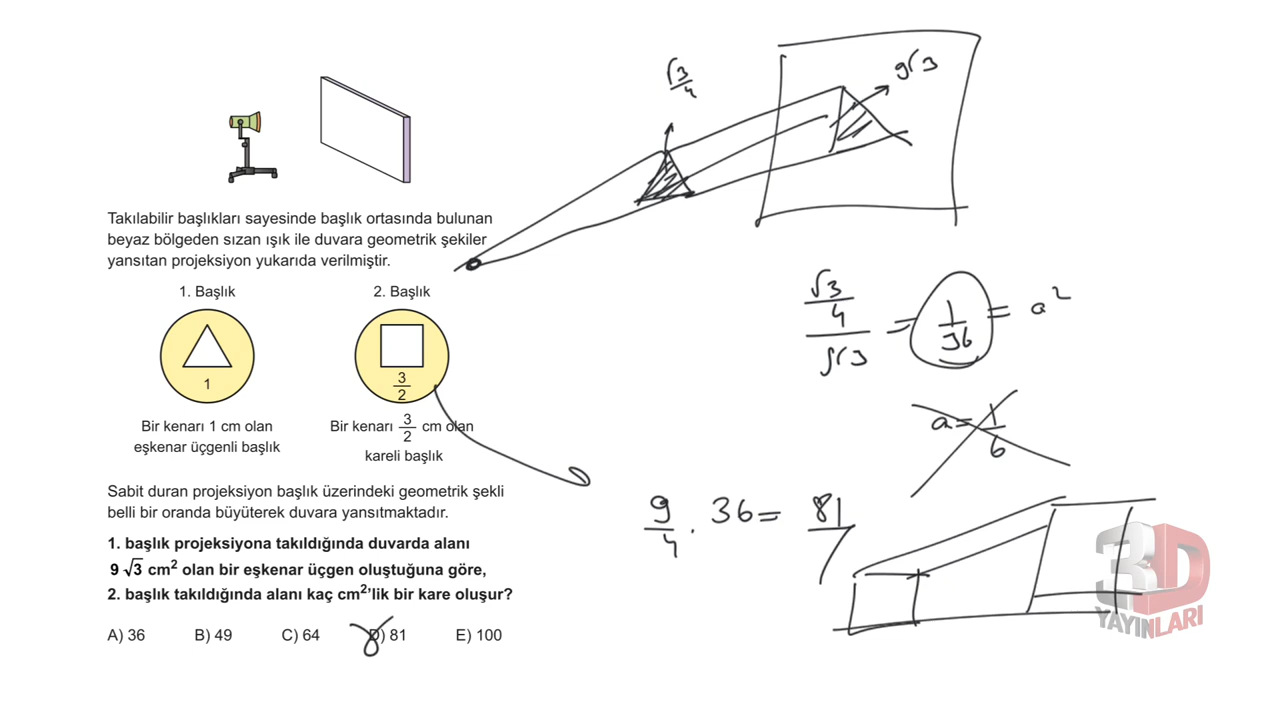 Takılabilir başlıkları sayesinde başlık ortasında bulunan
beyaz bölgeden sızan ışık ile duvara geometrik şekiler
yansıtan projeksiyon yukarıda verilmiştir.
1. Başlık
2. Başlık
1
3/2
Bir kenarı 1 cm olan
eşkenar üçgenli başlık
Bir kenarı 3/2 cm olan
kareli başlık
Sabit duran projeksiyon başlık üzerindeki geometrik şekli
belli bir oranda büyüterek duvara yansıtmaktadır.
1. başlık projeksiyona takıldığında duvarda alanı
9 √3 cm² olan bir eşkenar üçgen oluştuğuna göre,
2. başlık takıldığında alanı kaç cm²'lik bir kare oluşur?
A) 36 B) 49 C) 64 D) 81 E) 100
√3/4
9√3
√3/4 / 9√3 = 1/36 = a²
a = 1/6
9/4 . 36 = 81
3D
YAYINLARI